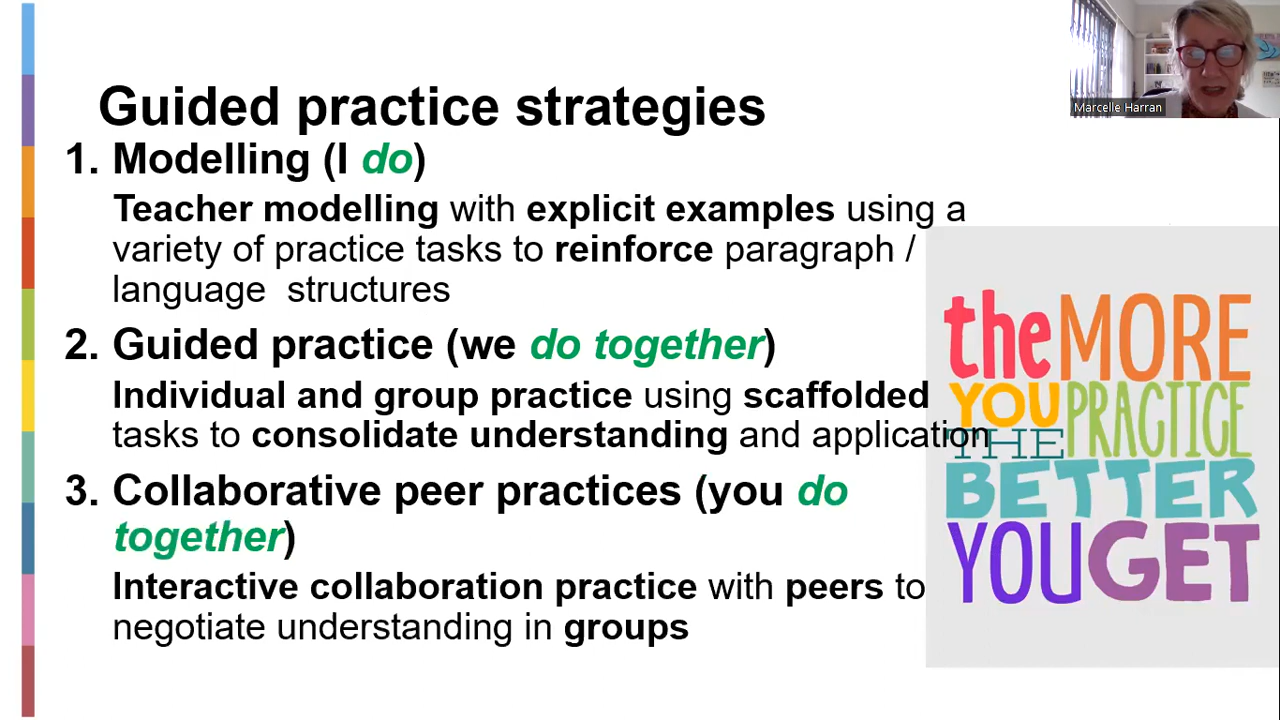 Guided practice strategies
1. Modelling (I do)
Teacher modelling with explicit examples using a
variety of practice tasks to reinforce paragraph /
language structures
2. Guided practice (we do together)
Individual and group practice using scaffolded
tasks to consolidate understanding and application
3. Collaborative peer practices (you do
together)
Interactive collaboration practice with peers to
negotiate understanding in groups
Marcelle Harran
the MORE
YOU PRACTICE
THE
BETTER
YOU GET